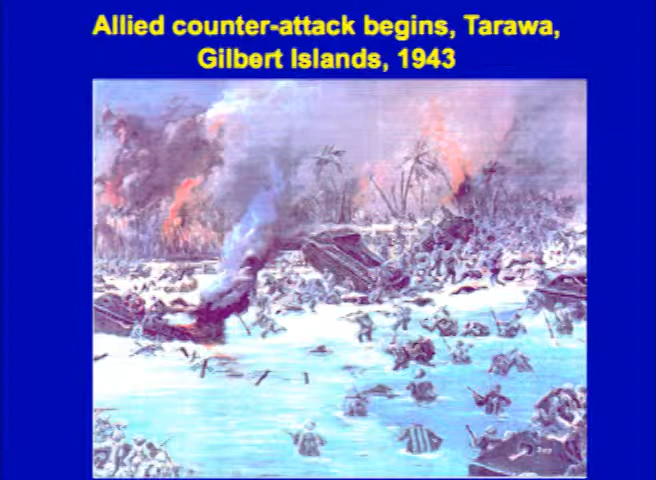 Allied counter-attack begins, Tarawa,
Gilbert Islands, 1943